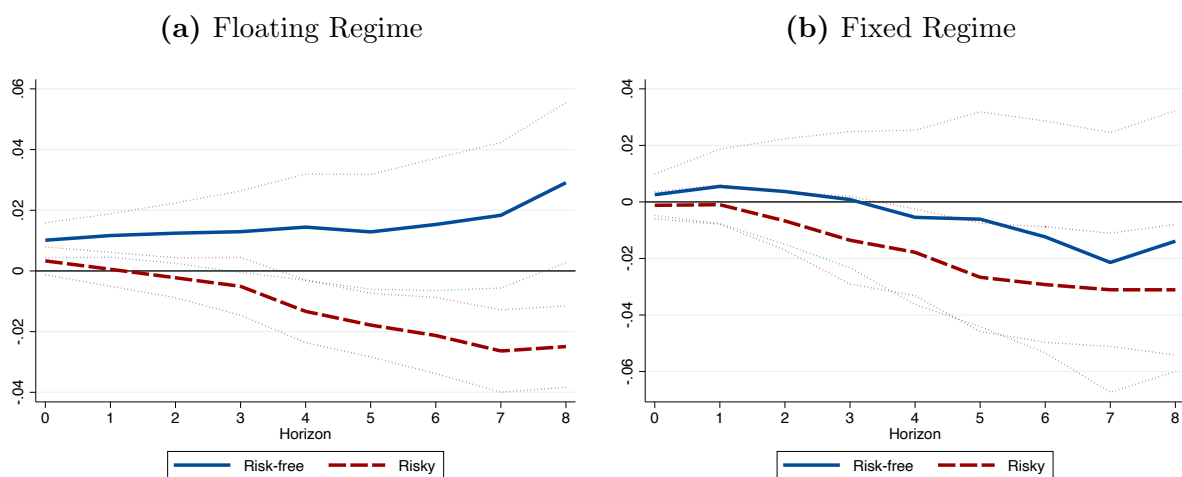 (a) Floating Regime
.06
.04
.02
0
-.02
-.04
0 1 2 3 4 5 6 7 8
Horizon
Risk-free Risky
(b) Fixed Regime
.04
.02
0
-.02
-.04
-.06
0 1 2 3 4 5 6 7 8
Horizon
Risk-free Risky